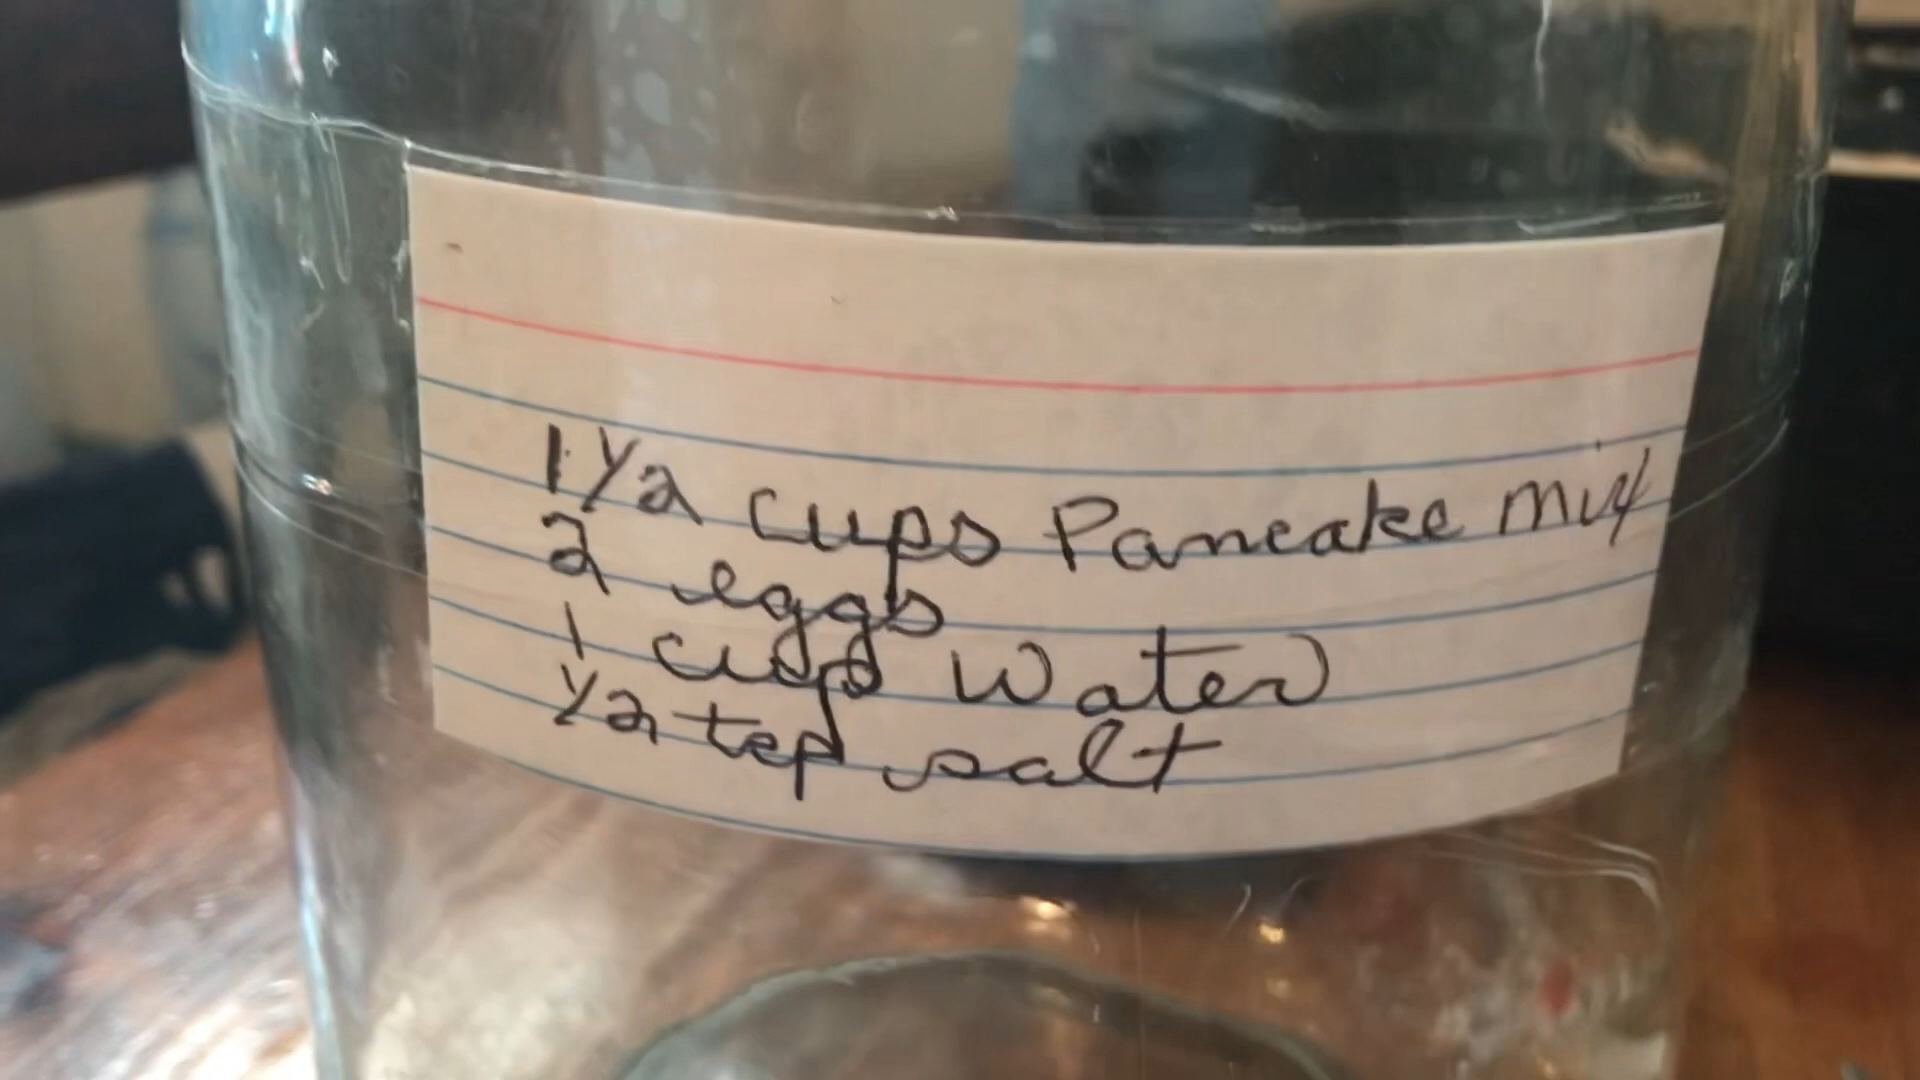 1 1/2 cups Pancake mix
2 eggs
1 cup Water
1/2 tsp salt